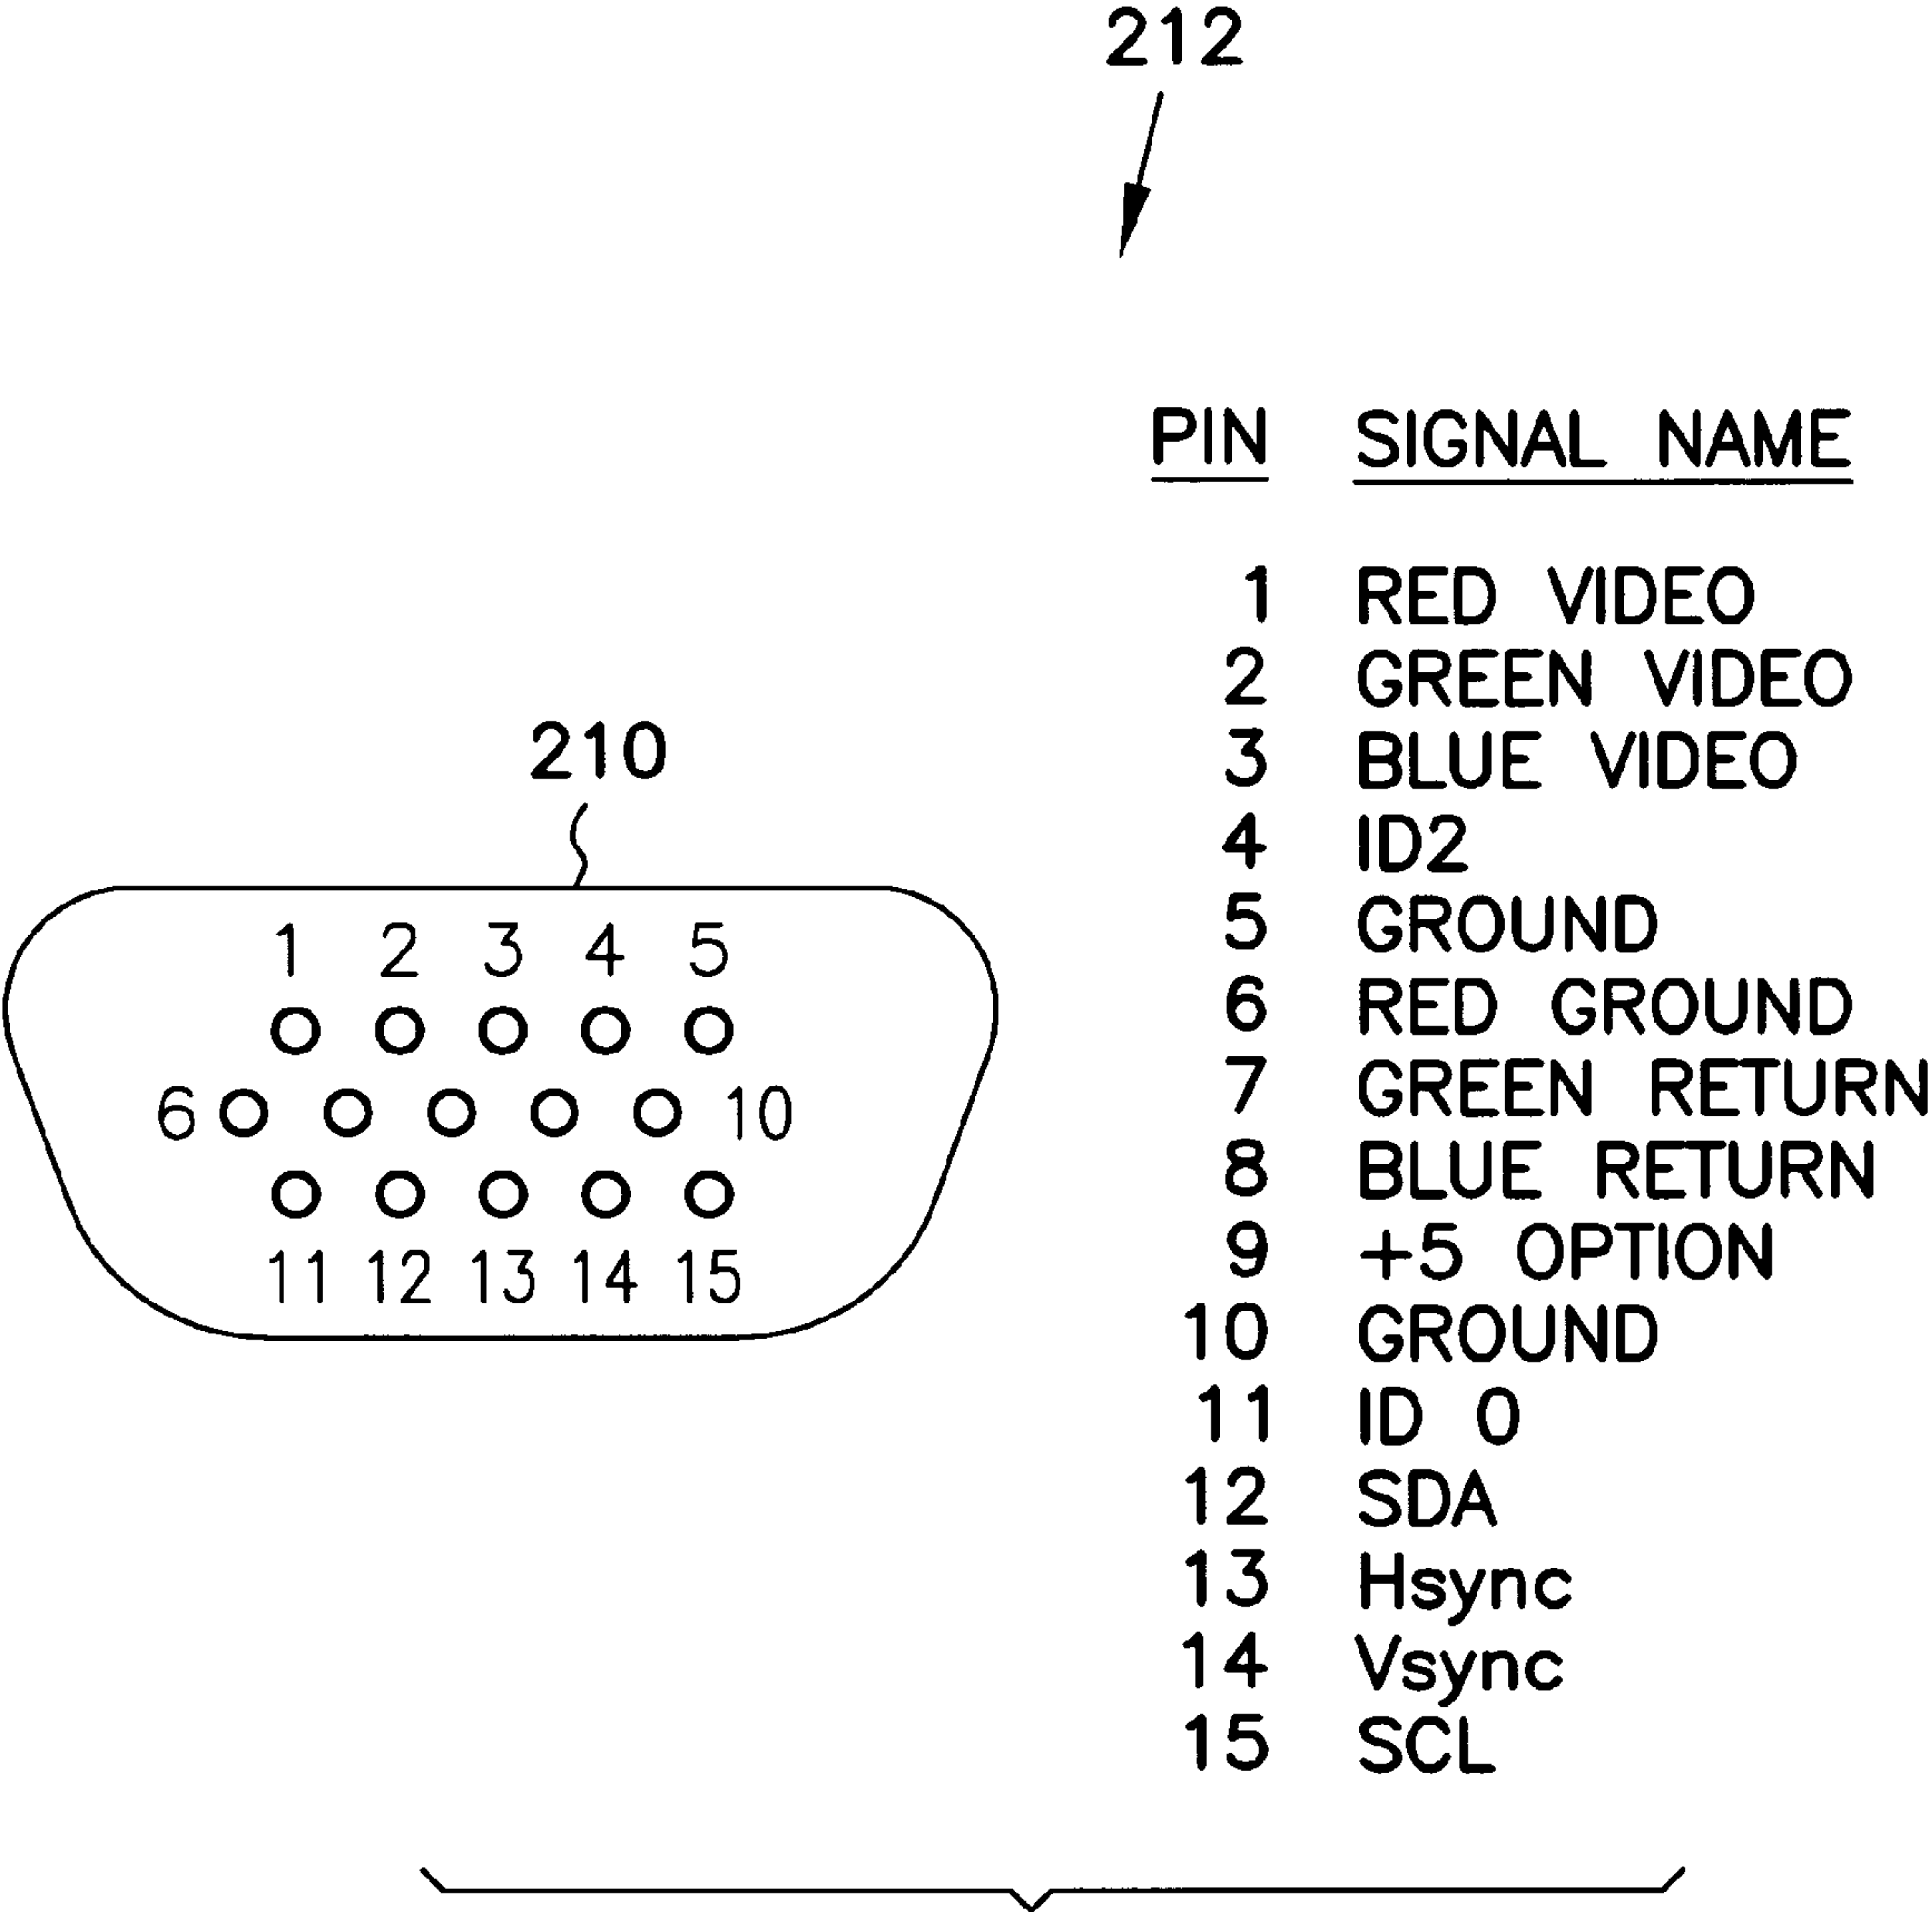 212
PIN SIGNAL NAME
1 RED VIDEO
2 GREEN VIDEO
3 BLUE VIDEO
4 ID2
5 GROUND
6 RED GROUND
7 GREEN RETURN
8 BLUE RETURN
9 +5 OPTION
10 GROUND
11 ID 0
12 SDA
13 Hsync
14 Vsync
15 SCL
210
1 2 3 4 5
6 10
11 12 13 14 15